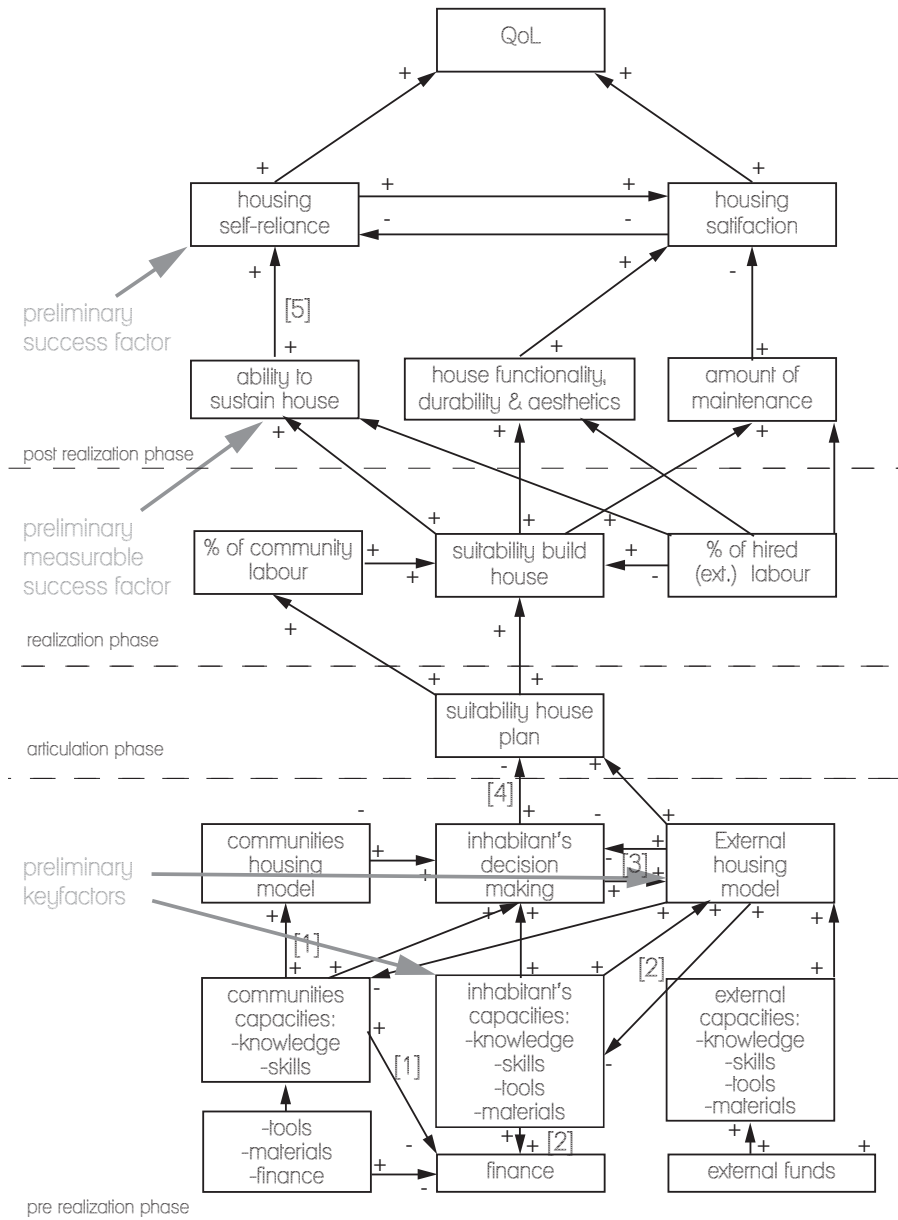 QoL
+ +
+ +
housing
self-reliance
+ +
- -
housing
satifaction
+
+
-
preliminary
success factor
[5]
+
+
+
ability to
sustain house
house functionality,
durability & aesthetics
amount of
maintenance
+
+
+
post realization phase
preliminary
measurable
success factor
+
+
+
% of community
labour
+
+
suitability build
house
+
-
% of hired
(ext.) labour
+
+
realization phase
+
+
suitability house
plan
articulation phase
-
+
[4]
-
+
-
+
communities
housing
model
+
+
inhabitant's
decision
making
+
-
[3]
+
+
External
housing
model
preliminary
keyfactors
+
[1]
+
+
+
+
+
+
+
+
+
+
[2]
+
+
communities
capacities:
-knowledge
-skills
-
+
[1]
inhabitant's
capacities:
-knowledge
-skills
-tools
-materials
-
external
capacities:
-knowledge
-skills
-tools
-materials
-tools
-materials
-finance
-
+
-
+
+
[2]
finance
+
+
+
external funds
pre realization phase